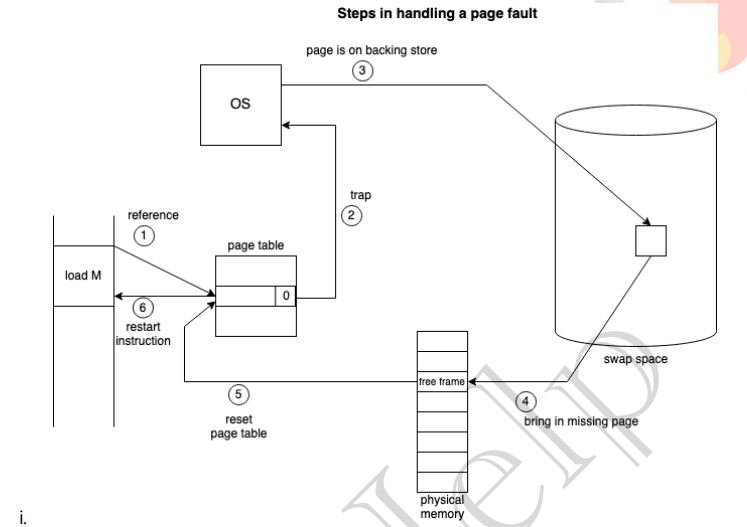 Steps in handling a page fault
page is on backing store
3
OS
trap
2
reference
1
page table
load M
0
6
restart
instruction
swap space
free frame
5
4
reset
page table
bring in missing page
physical
memory
i.
Help